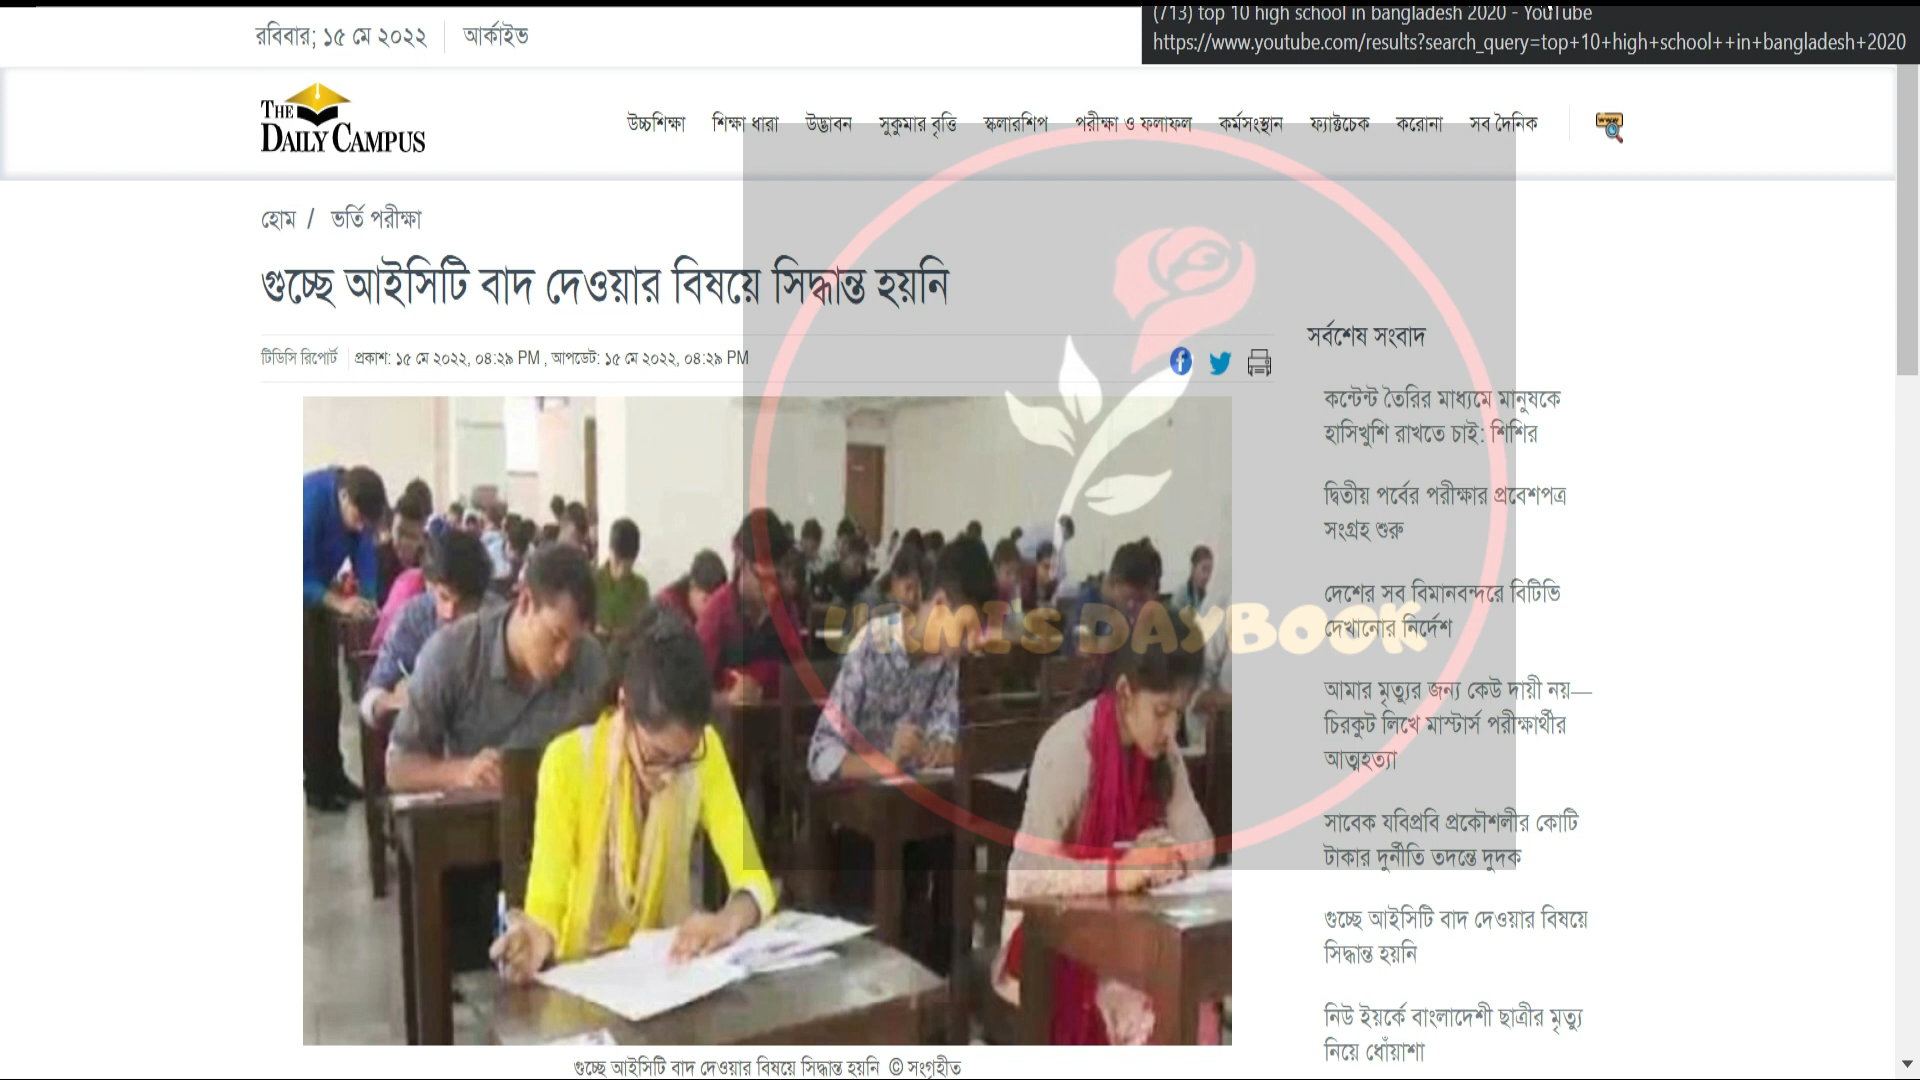 (713) top 10 high school in bangladesh 2020 - YouTube
https://www.youtube.com/results?search_query=top+10+high+school++in+bangladesh+2020
রবিবার; ১৫ মে ২০২২
আর্কাইভ
THE
DAILY CAMPUS
উচ্চশিক্ষা শিক্ষা ধারা উদ্ভাবন সুকুমার বৃত্তি স্কলারশিপ পরীক্ষা ও ফলাফল কর্মসংস্থান ফ্যাক্টচেক করোনা সব দৈনিক
হোম / ভর্তি পরীক্ষা
গুচ্ছে আইসিটি বাদ দেওয়ার বিষয়ে সিদ্ধান্ত হয়নি
টিডিসি রিপোর্ট প্রকাশ: ১৫ মে ২০২২, ০৪:২৯ PM , আপডেট: ১৫ মে ২০২২, ০৪:২৯ PM
URMI's DAYBOOK
গুচ্ছে আইসিটি বাদ দেওয়ার বিষয়ে সিদ্ধান্ত হয়নি © সংগৃহীত
সর্বশেষ সংবাদ
কন্টেন্ট তৈরির মাধ্যমে মানুষকে
হাসিখুশি রাখতে চাই: শিশির
দ্বিতীয় পর্বের পরীক্ষার প্রবেশপত্র
সংগ্রহ শুরু
দেশের সব বিমানবন্দরে বিটিভি
দেখানোর নির্দেশ
আমার মৃত্যুর জন্য কেউ দায়ী নয়—
চিরকুট লিখে মাস্টার্স পরীক্ষার্থীর
আত্মহত্যা
সাবেক যবিপ্রবি প্রকৌশলীর কোটি
টাকার দুর্নীতি তদন্তে দুদক
গুচ্ছে আইসিটি বাদ দেওয়ার বিষয়ে
সিদ্ধান্ত হয়নি
নিউ ইয়র্কে বাংলাদেশী ছাত্রীর মৃত্যু
নিয়ে ধোঁয়াশা